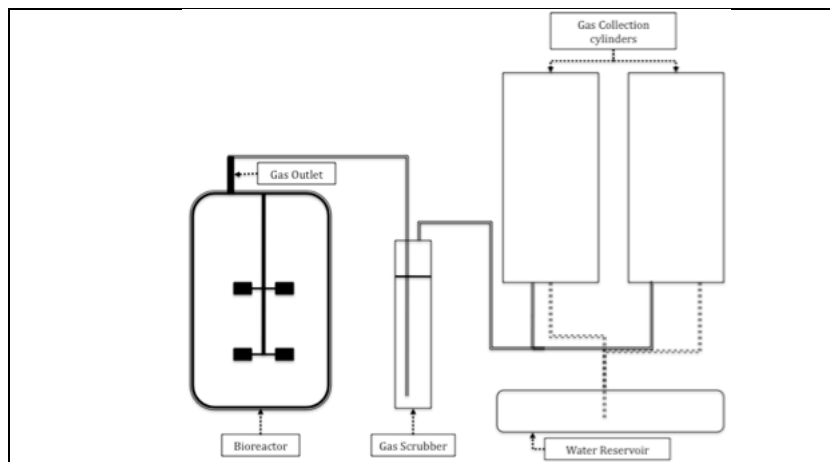 Gas Collection
cylinders
Gas Outlet
Bioreactor
Gas Scrubber
Water Reservoir